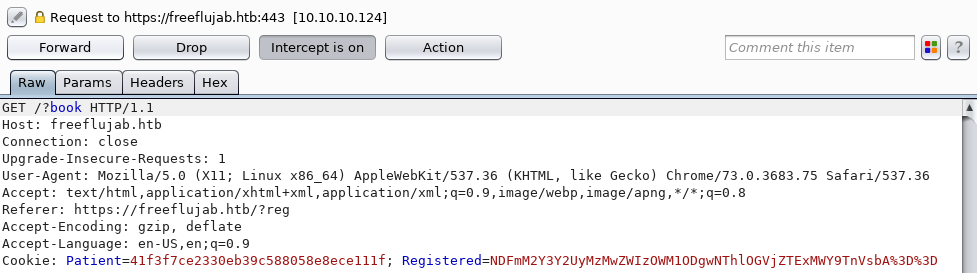 Request to https://freeflujab.htb:443 [10.10.10.124]
Forward Drop Intercept is on Action Comment this item ?
Raw Params Headers Hex
GET /?book HTTP/1.1
Host: freeflujab.htb
Connection: close
Upgrade-Insecure-Requests: 1
User-Agent: Mozilla/5.0 (X11; Linux x86_64) AppleWebKit/537.36 (KHTML, like Gecko) Chrome/73.0.3683.75 Safari/537.36
Accept: text/html,application/xhtml+xml,application/xml;q=0.9,image/webp,image/apng,*/*;q=0.8
Referer: https://freeflujab.htb/?reg
Accept-Encoding: gzip, deflate
Accept-Language: en-US,en;q=0.9
Cookie: Patient=41f3f7ce2330eb39c588058e8ece111f; Registered=NDFmM2Y3Y2UyMzMwZWIzOWM1ODgwNThlOGVjZTExMWY9TnVsbA%3D%3D